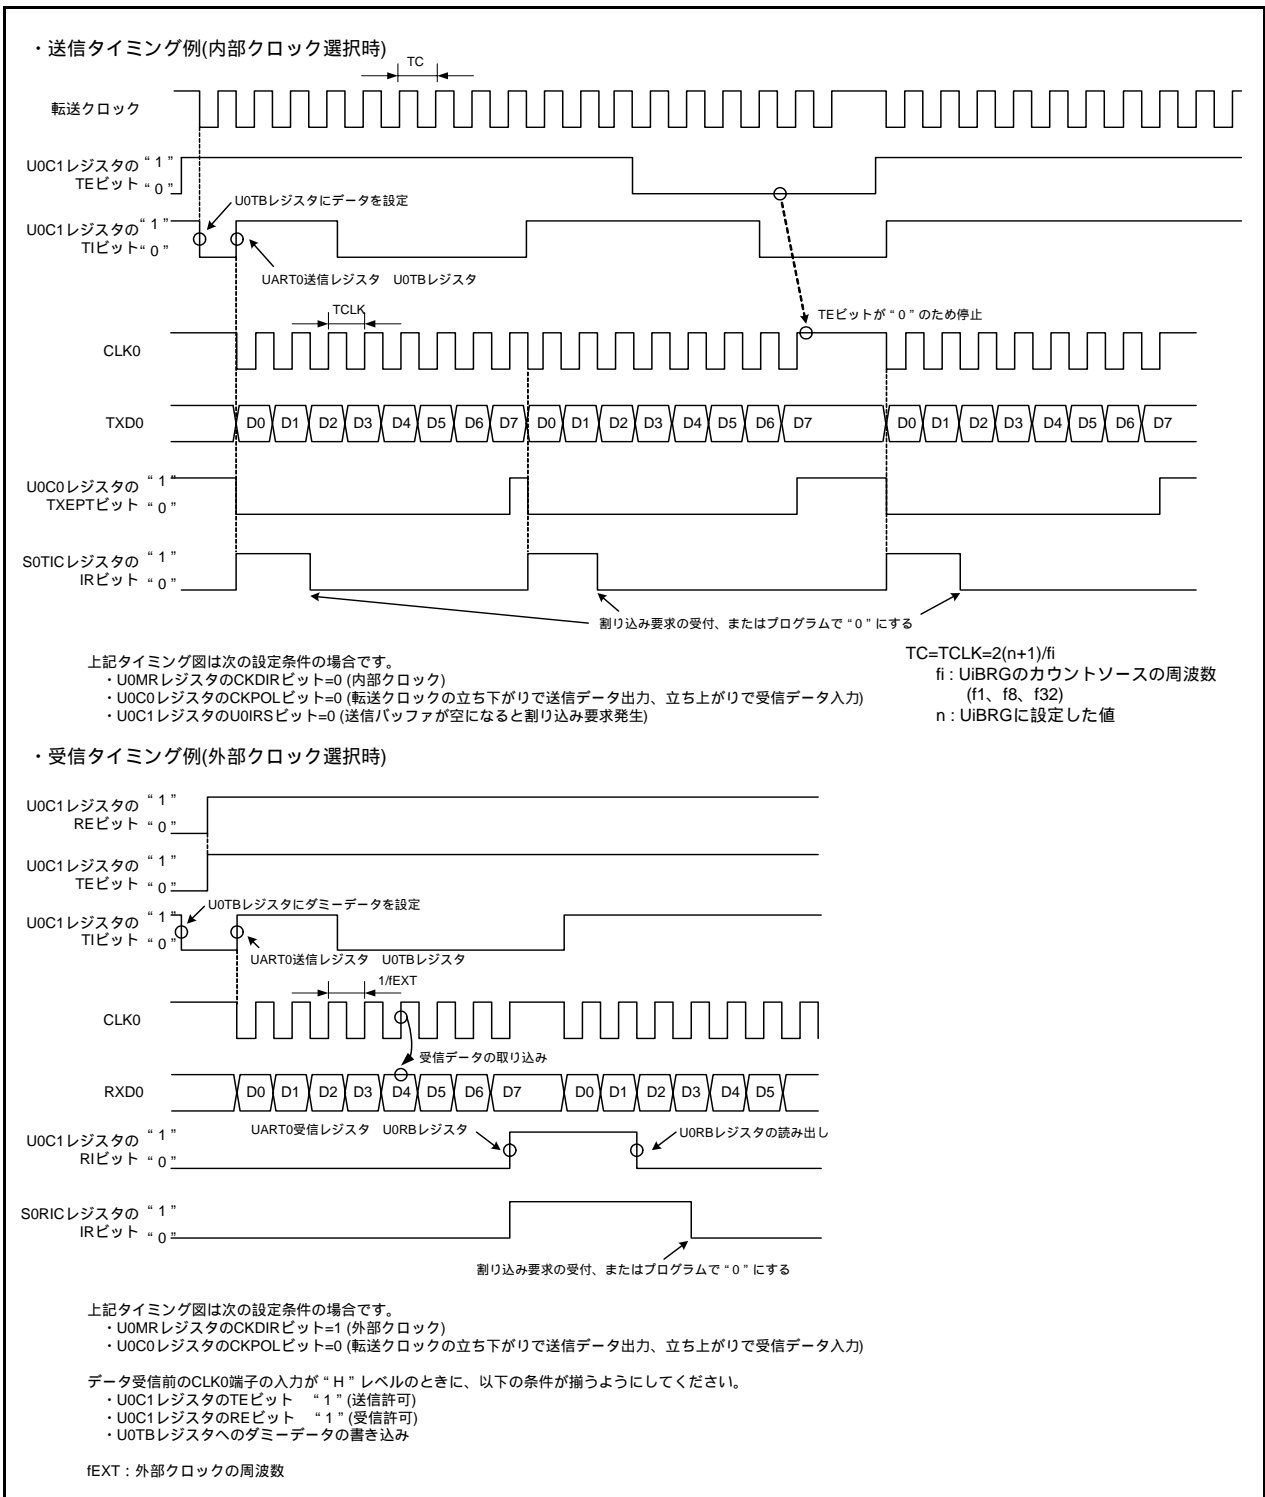 ・送信タイミング例(内部クロック選択時)
TC
転送クロック
U0C1レジスタの “ 1 ”
TEビット “ 0 ”
U0TBレジスタにデータを設定
U0C1レジスタの “ 1 ”
TIビット “ 0 ”
UART0送信レジスタ　U0TBレジスタ
TCLK
TEビットが “ 0 ” のため停止
CLK0
TXD0 D0 D1 D2 D3 D4 D5 D6 D7 D0 D1 D2 D3 D4 D5 D6 D7 D0 D1 D2 D3 D4 D5 D6 D7
U0C0レジスタの “ 1 ”
TXEPTビット “ 0 ”
S0TICレジスタの “ 1 ”
IRビット “ 0 ”
割り込み要求の受付、またはプログラムで “ 0 ” にする
上記タイミング図は次の設定条件の場合です。
・U0MRレジスタのCKDIRビット=0 (内部クロック)
・U0C0レジスタのCKPOLビット=0 (転送クロックの立ち下がりで送信データ出力、立ち上がりで受信データ入力)
・U0C1レジスタのU0IRSビット=0 (送信バッファが空になると割り込み要求発生)
TC=TCLK=2(n+1)/fi
fi : UiBRGのカウントソースの周波数
(f1、f8、f32)
n : UiBRGに設定した値
・受信タイミング例(外部クロック選択時)
U0C1レジスタの “ 1 ”
REビット “ 0 ”
U0C1レジスタの “ 1 ”
TEビット “ 0 ”
U0TBレジスタにダミーデータを設定
U0C1レジスタの “ 1 ”
TIビット “ 0 ”
UART0送信レジスタ　U0TBレジスタ
1/fEXT
CLK0
受信データの取り込み
RXD0 D0 D1 D2 D3 D4 D5 D6 D7 D0 D1 D2 D3 D4 D5
UART0受信レジスタ　U0RBレジスタ
U0RBレジスタの読み出し
U0C1レジスタの “ 1 ”
RIビット “ 0 ”
S0RICレジスタの “ 1 ”
IRビット “ 0 ”
割り込み要求の受付、またはプログラムで “ 0 ” にする
上記タイミング図は次の設定条件の場合です。
・U0MRレジスタのCKDIRビット=1 (外部クロック)
・U0C0レジスタのCKPOLビット=0 (転送クロックの立ち下がりで送信データ出力、立ち上がりで受信データ入力)
データ受信前のCLK0端子の入力が “ H ” レベルのときに、以下の条件が揃うようにしてください。
・U0C1レジスタのTEビット　“ 1 ” (送信許可)
・U0C1レジスタのREビット　“ 1 ” (受信許可)
・U0TBレジスタへのダミーデータの書き込み
fEXT : 外部クロックの周波数